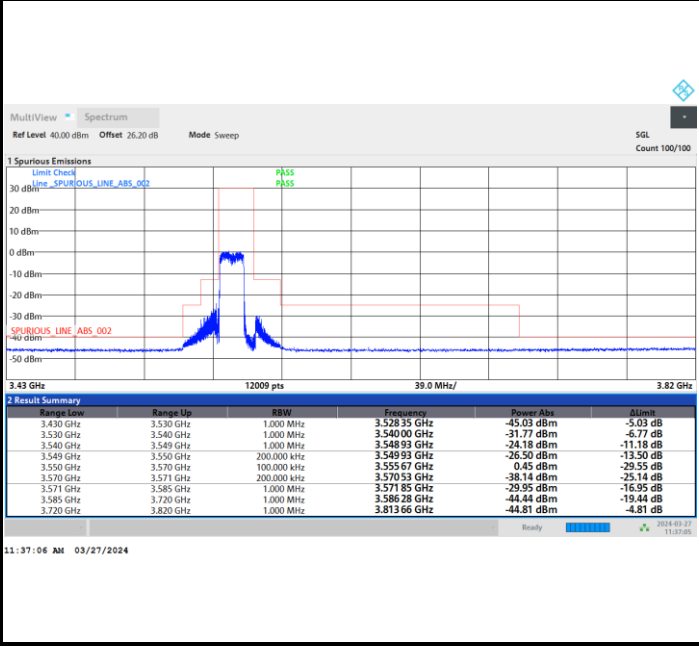 MultiView Spectrum
Ref Level 40.00 dBm Offset 26.20 dB Mode Sweep SGL
Count 100/100
1 Spurious Emissions
Limit Check PASS
Line _SPURIOUS_LINE_ABS_002 PASS
30 dBm
20 dBm
10 dBm
0 dBm
-10 dBm
-20 dBm
-30 dBm
SPURIOUS_LINE_ABS_002
-40 dBm
-50 dBm
3.43 GHz 12009 pts 39.0 MHz/ 3.82 GHz
2 Result Summary
Range Low Range Up RBW Frequency Power Abs ΔLimit
3.430 GHz 3.530 GHz 1.000 MHz 3.528 35 GHz -45.03 dBm -5.03 dB
3.530 GHz 3.540 GHz 1.000 MHz 3.540 00 GHz -31.77 dBm -6.77 dB
3.540 GHz 3.549 GHz 1.000 MHz 3.548 93 GHz -24.18 dBm -11.18 dB
3.549 GHz 3.550 GHz 200.000 kHz 3.549 93 GHz -26.50 dBm -13.50 dB
3.550 GHz 3.570 GHz 100.000 kHz 3.555 67 GHz 0.45 dBm -29.55 dB
3.570 GHz 3.571 GHz 200.000 kHz 3.570 53 GHz -38.14 dBm -25.14 dB
3.571 GHz 3.585 GHz 1.000 MHz 3.571 85 GHz -29.95 dBm -16.95 dB
3.585 GHz 3.720 GHz 1.000 MHz 3.586 28 GHz -44.44 dBm -19.44 dB
3.720 GHz 3.820 GHz 1.000 MHz 3.813 66 GHz -44.81 dBm -4.81 dB
Ready 2024-03-27
11:37:05
11:37:06 AM 03/27/2024